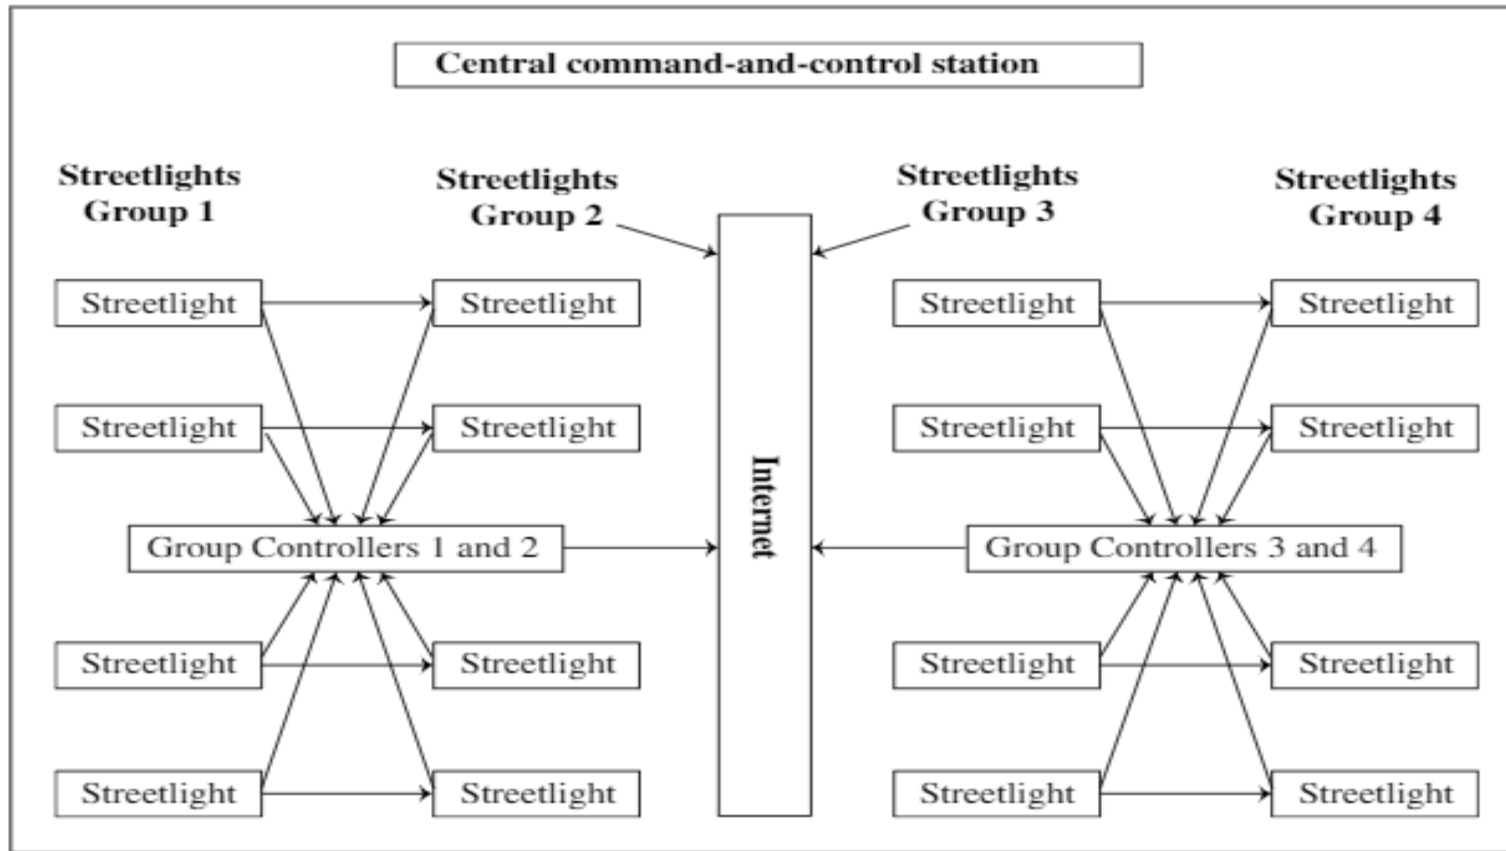 Central command-and-control station
Streetlights
Group 1
Streetlights
Group 2
Streetlights
Group 3
Streetlights
Group 4
Streetlight
Streetlight
Streetlight
Streetlight
Streetlight
Streetlight
Streetlight
Streetlight
Internet
Group Controllers 1 and 2
Group Controllers 3 and 4
Streetlight
Streetlight
Streetlight
Streetlight
Streetlight
Streetlight
Streetlight
Streetlight